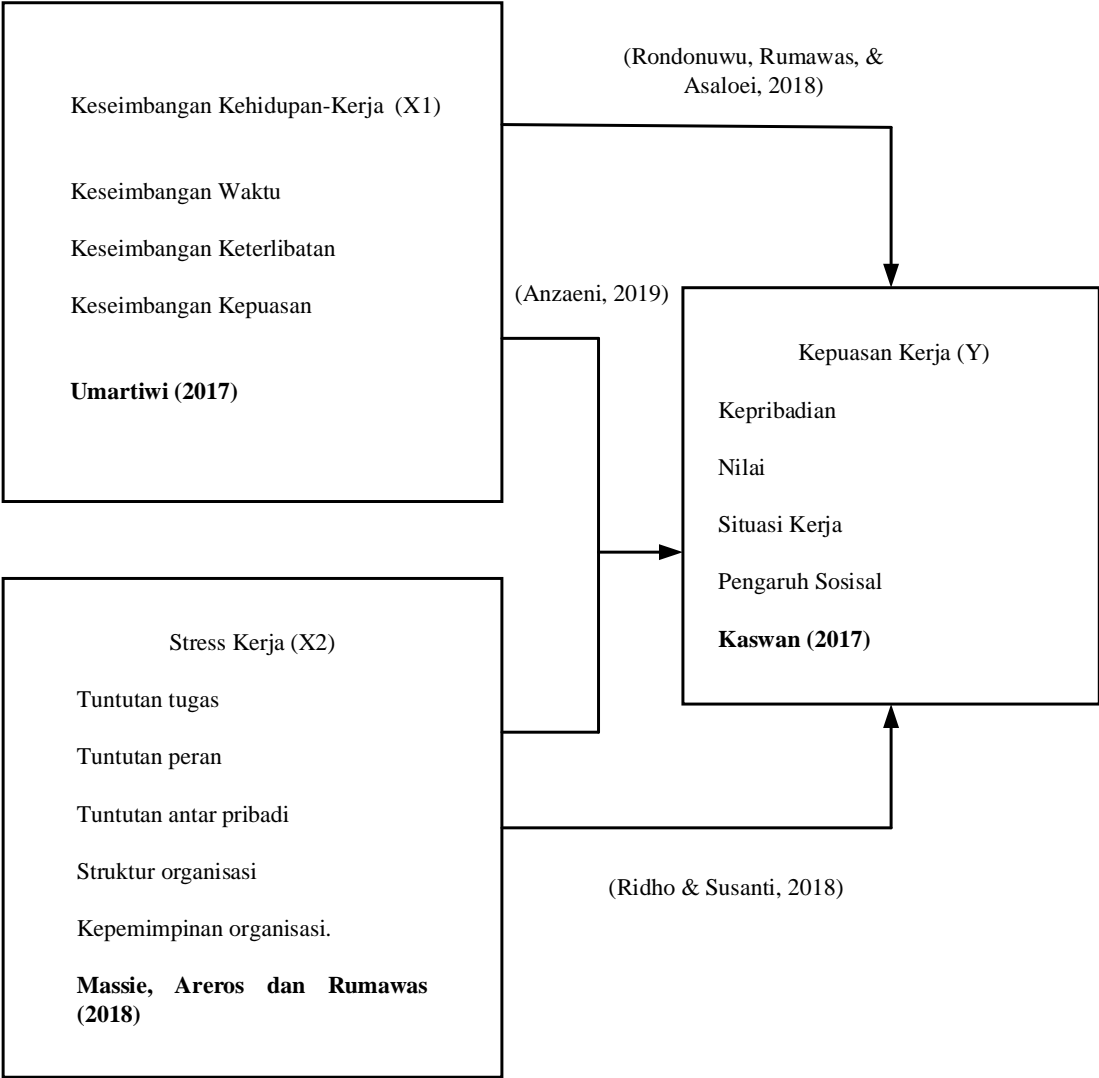 Keseimbangan Kehidupan-Kerja (X1)
Keseimbangan Waktu
Keseimbangan Keterlibatan
Keseimbangan Kepuasan
Umartiwi (2017)
(Rondonuwu, Rumawas, &
Asaloei, 2018)
(Anzaeni, 2019)
Kepuasan Kerja (Y)
Kepribadian
Nilai
Situasi Kerja
Pengaruh Sosisal
Kaswan (2017)
Stress Kerja (X2)
Tuntutan tugas
Tuntutan peran
Tuntutan antar pribadi
Struktur organisasi
Kepemimpinan organisasi.
Massie, Areros dan Rumawas
(2018)
(Ridho & Susanti, 2018)